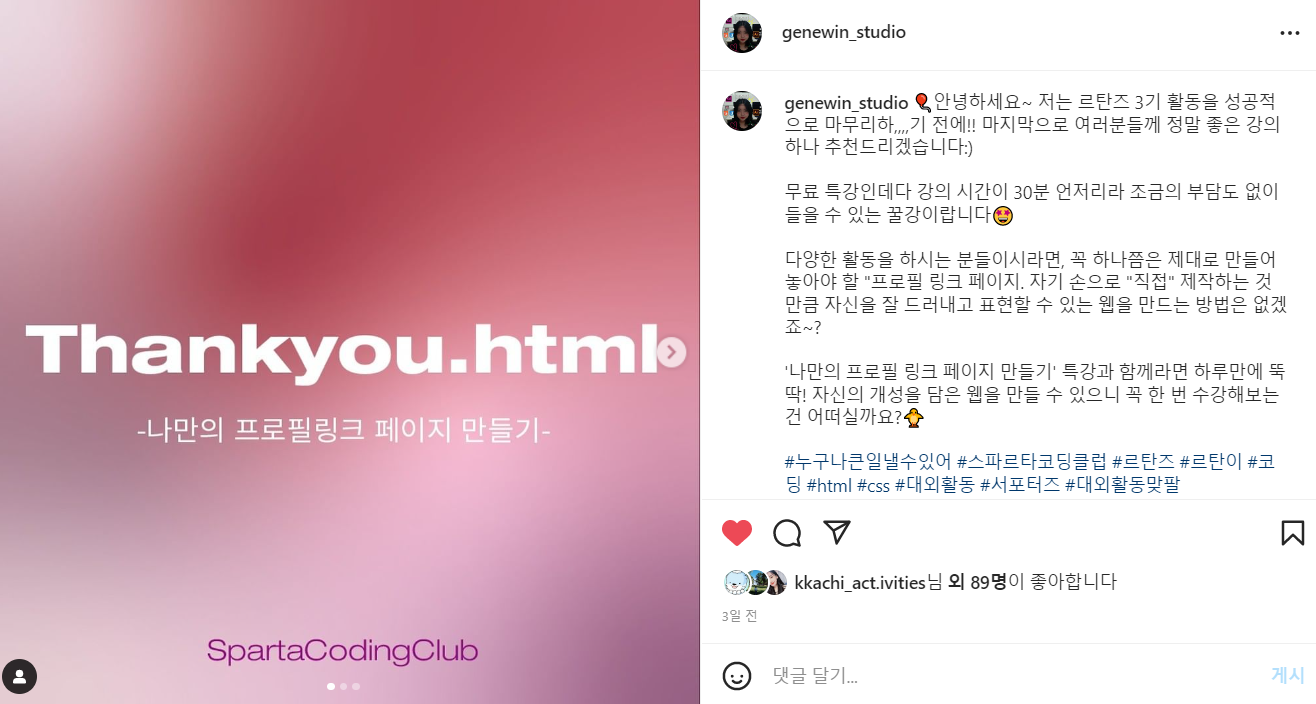 Thankyou.html
-나만의 프로필링크 페이지 만들기-
SpartaCodingClub
genewin_studio
genewin_studio 🎈안녕하세요~ 저는 르탄즈 3기 활동을 성공적
으로 마무리하,,,,기 전에!! 마지막으로 여러분들께 정말 좋은 강의
하나 추천드리겠습니다:)
무료 특강인데다 강의 시간이 30분 언저리라 조금의 부담도 없이
들을 수 있는 꿀강이랍니다🤩
다양한 활동을 하시는 분들이시라면, 꼭 하나쯤은 제대로 만들어
놓아야 할 "프로필 링크 페이지. 자기 손으로 "직접" 제작하는 것
만큼 자신을 잘 드러내고 표현할 수 있는 웹을 만드는 방법은 없겠
죠~?
'나만의 프로필 링크 페이지 만들기' 특강과 함께라면 하루만에 뚝
딱! 자신의 개성을 담은 웹을 만들 수 있으니 꼭 한 번 수강해보는
건 어떠실까요?🐥
#누구나큰일낼수있어 #스파르타코딩클럽 #르탄즈 #르탄이 #코
딩 #html #css #대외활동 #서포터즈 #대외활동맞팔
kkachi_act.ivities님 외 89명이 좋아합니다
3일 전
댓글 달기...
게시